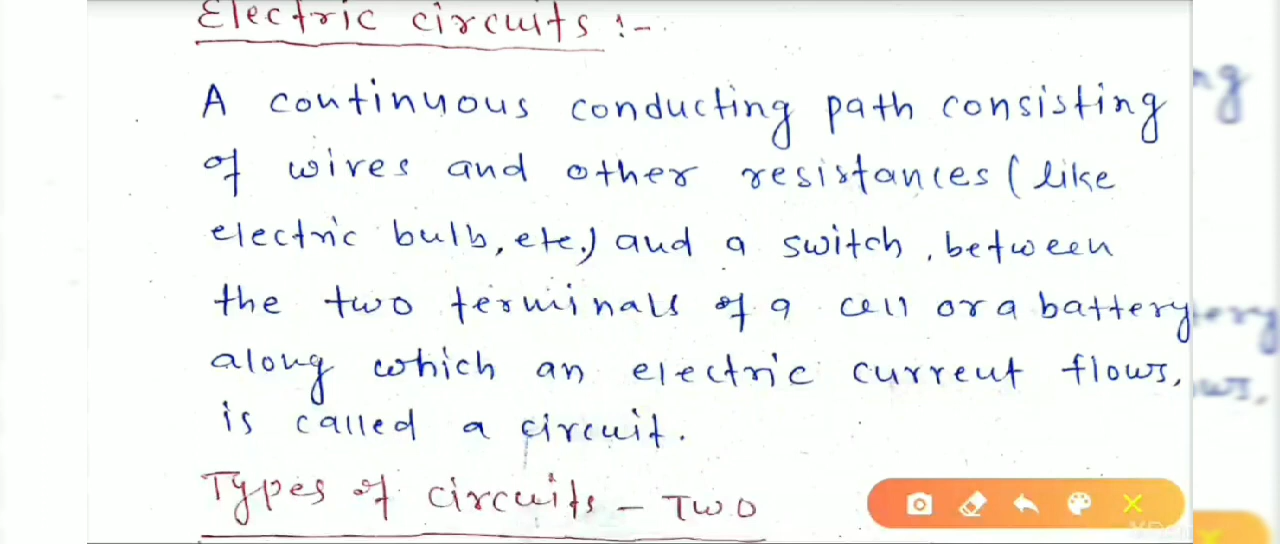 Electric circuits :-
A continuous conducting path consisting
of wires and other resistances (like
electric bulb, etc.) and a switch, between
the two terminals of a cell or a battery
along which an electric current flows,
is called a circuit.
Types of circuits - Two